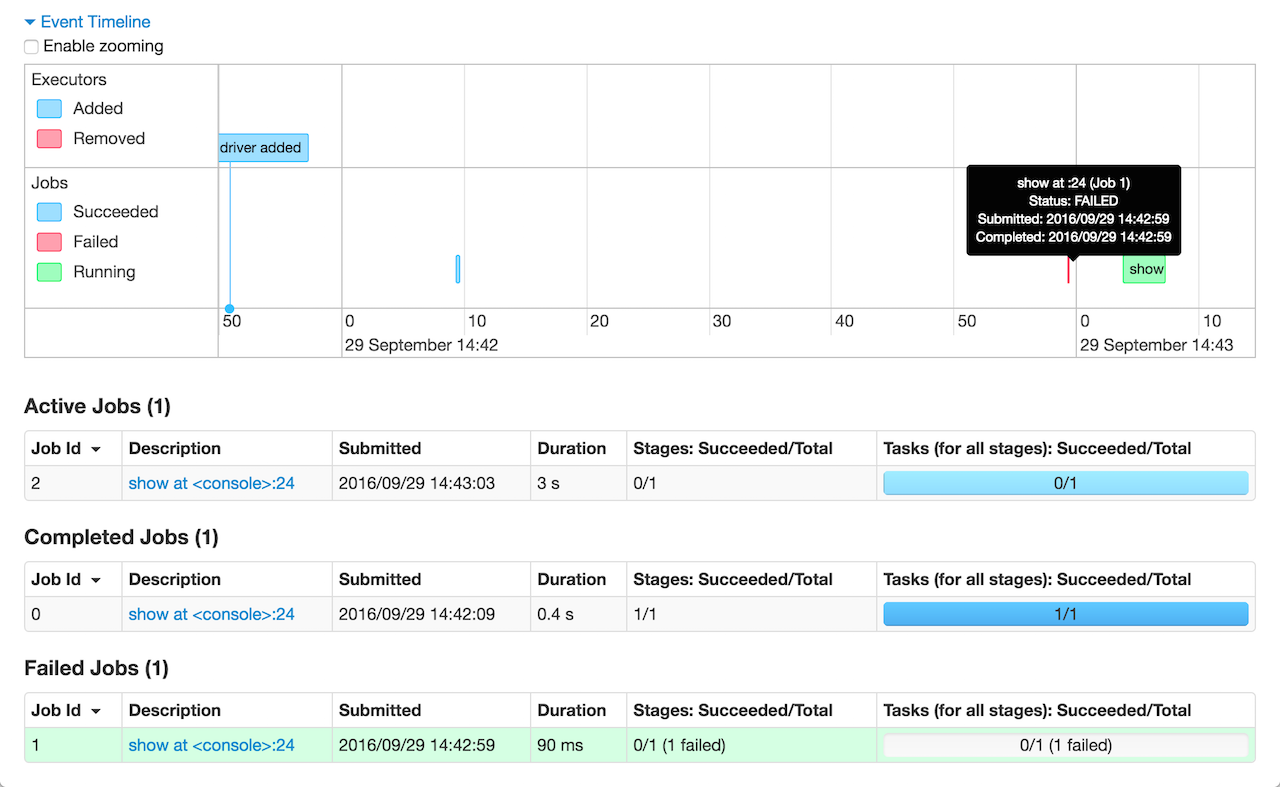 Event Timeline
Enable zooming
Executors
Added
Removed
driver added
Jobs
Succeeded
Failed
Running
show at :24 (Job 1)
Status: FAILED
Submitted: 2016/09/29 14:42:59
Completed: 2016/09/29 14:42:59
show
50 0 10 20 30 40 50 0 10
29 September 14:42 29 September 14:43
Active Jobs (1)
Job Id Description Submitted Duration Stages: Succeeded/Total Tasks (for all stages): Succeeded/Total
2 show at <console>:24 2016/09/29 14:43:03 3 s 0/1 0/1
Completed Jobs (1)
Job Id Description Submitted Duration Stages: Succeeded/Total Tasks (for all stages): Succeeded/Total
0 show at <console>:24 2016/09/29 14:42:09 0.4 s 1/1 1/1
Failed Jobs (1)
Job Id Description Submitted Duration Stages: Succeeded/Total Tasks (for all stages): Succeeded/Total
1 show at <console>:24 2016/09/29 14:42:59 90 ms 0/1 (1 failed) 0/1 (1 failed)